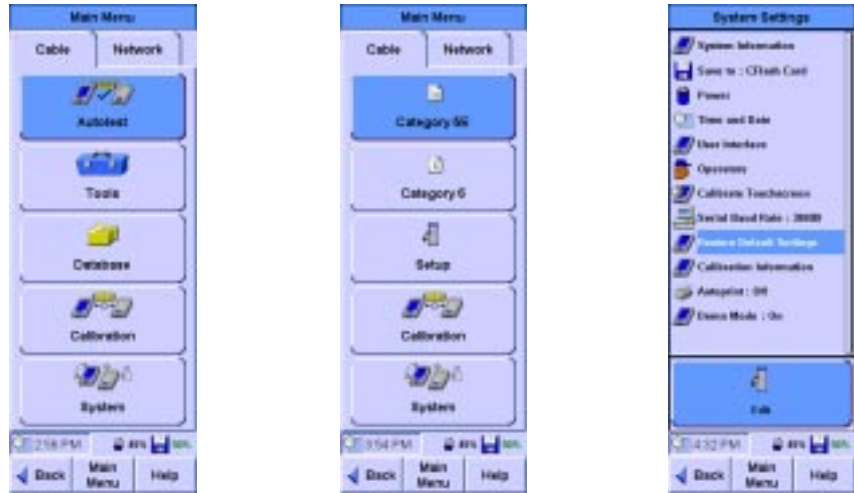 Main Menu
Cable Network
Autotest
Tools
Database
Calibration
System
2:56 PM
Back Main Menu Help
Main Menu
Cable Network
Category 5E
Category 6
Setup
Calibration
System
3:54 PM
Back Main Menu Help
System Settings
System Information
Save to : CFlash Card
Power
Time and Date
User Interface
Operators
Calibrate Touchscreen
Serial Baud Rate :
Restore Default Settings
Calibration Information
Autoprint : Off
Demo Mode : On
Edit
4:32 PM
Back Main Menu Help